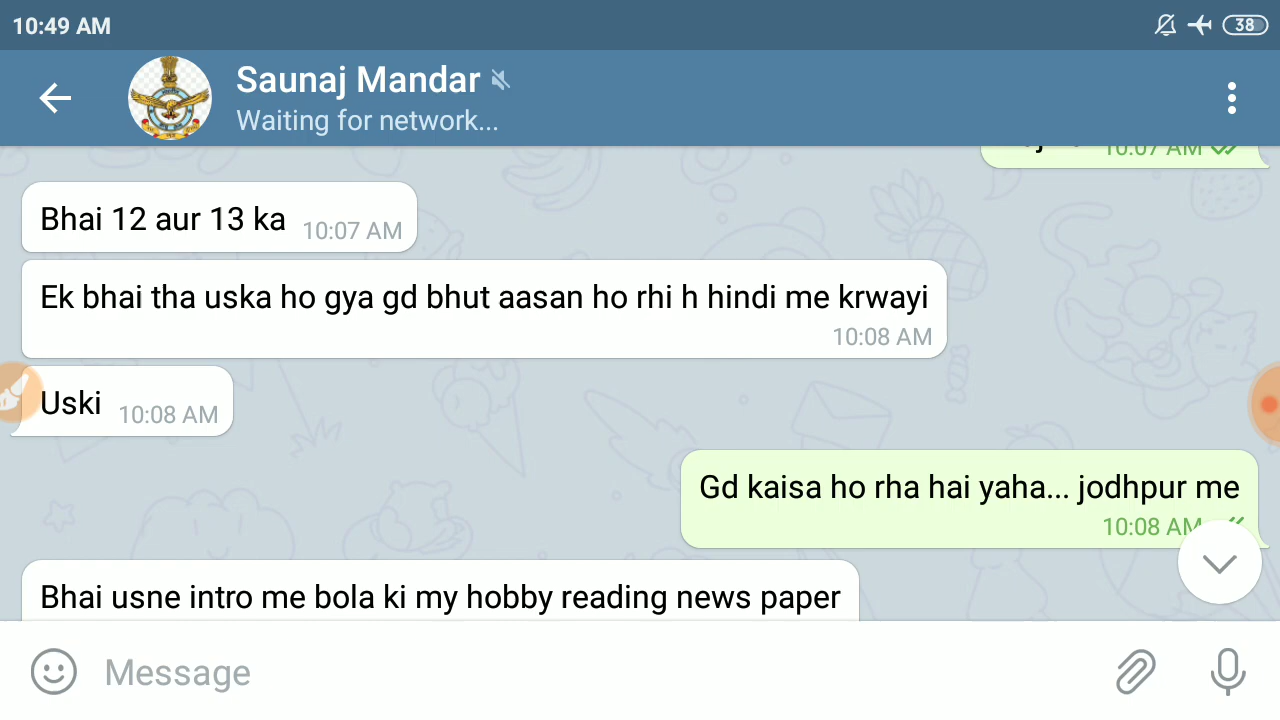 10:49 AM
38
Saunaj Mandar
Waiting for network...
10:07 AM
Bhai 12 aur 13 ka 10:07 AM
Ek bhai tha uska ho gya gd bhut aasan ho rhi h hindi me krwayi
10:08 AM
Uski 10:08 AM
Gd kaisa ho rha hai yaha... jodhpur me
10:08 AM
Bhai usne intro me bola ki my hobby reading news paper
Message